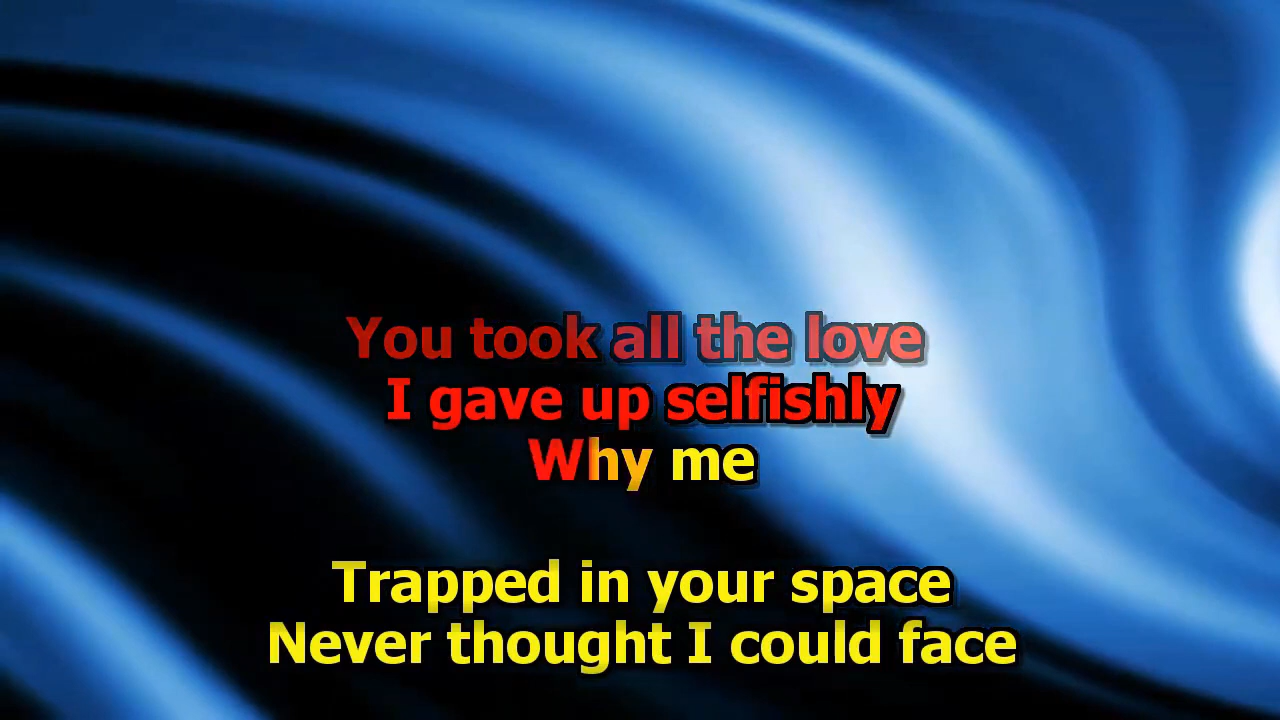 You took all the love
I gave up selfishly
Why me
Trapped in your space
Never thought I could face